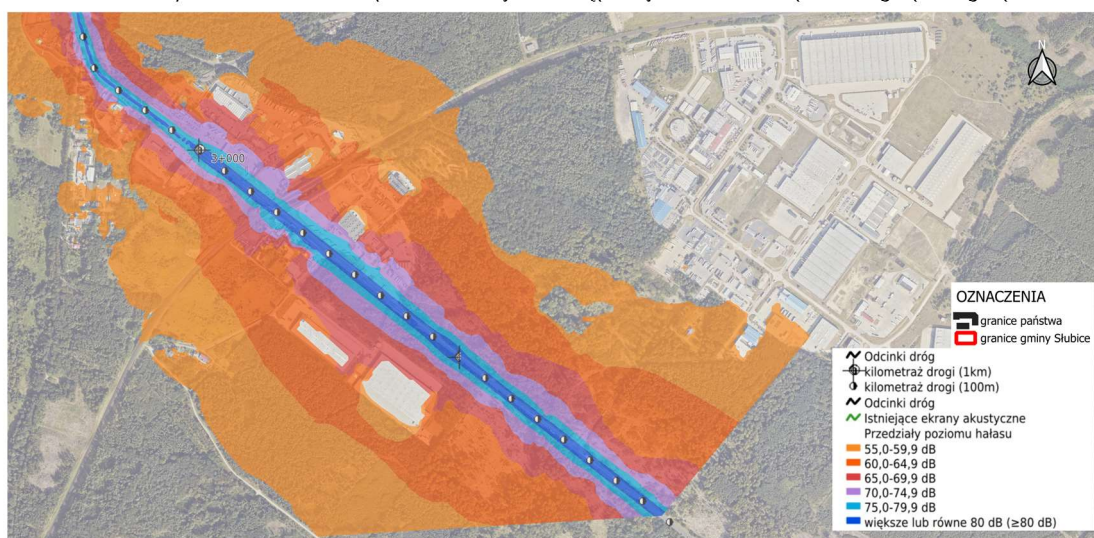 N
2+000
OZNACZENIA
granice państwa
granice gminy Słubice
Odcinki dróg
kilometraż drogi (1km)
kilometraż drogi (100m)
Odcinki dróg
Istniejące ekrany akustyczne
Przedziały poziomu hałasu
55,0-59,9 dB
60,0-64,9 dB
65,0-69,9 dB
70,0-74,9 dB
75,0-79,9 dB
większe lub równe 80 dB (≥80 dB)